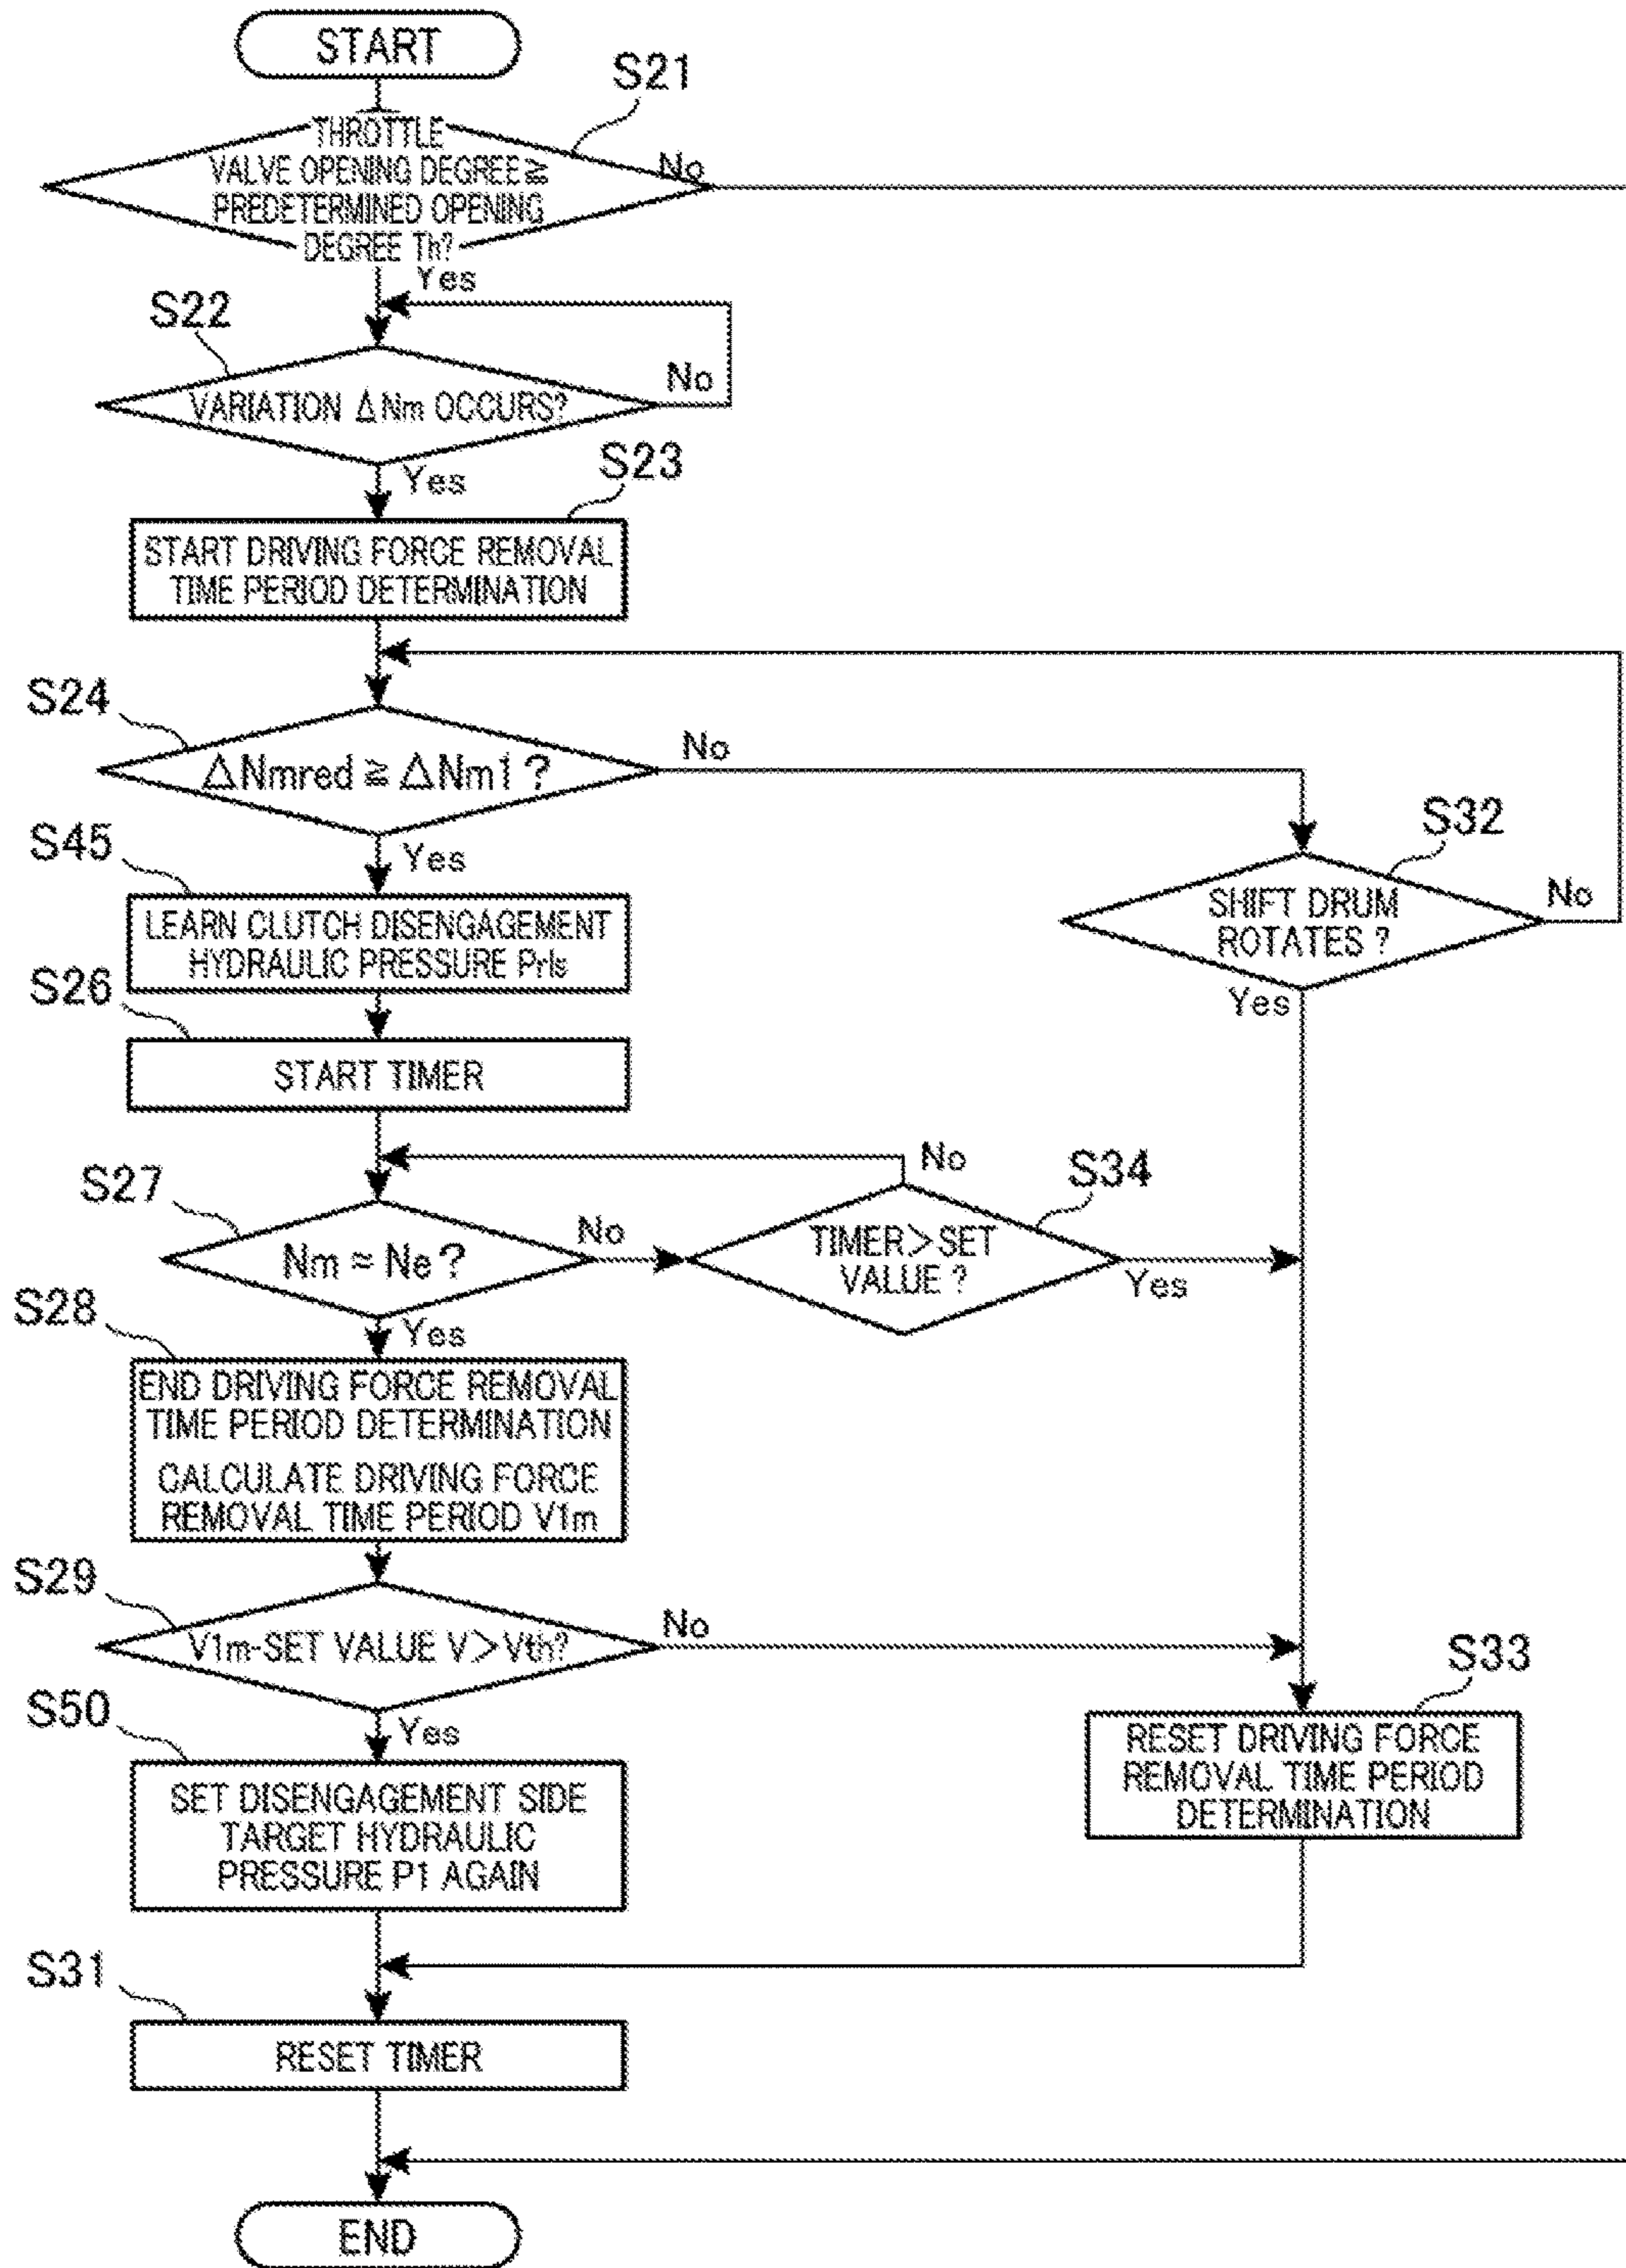 START
S21
THROTTLE
VALVE OPENING DEGREE≧
PREDETERMINED OPENING
DEGREE Th?
No
Yes
S22
VARIATION ΔNm OCCURS?
No
Yes
S23
START DRIVING FORCE REMOVAL
TIME PERIOD DETERMINATION
S24
ΔNmred ≧ ΔNm1 ?
No
Yes
S32
SHIFT DRUM
ROTATES ?
No
Yes
S45
LEARN CLUTCH DISENGAGEMENT
HYDRAULIC PRESSURE Prls
S26
START TIMER
S27
Nm = Ne ?
No
Yes
S34
TIMER>SET
VALUE ?
No
Yes
S28
END DRIVING FORCE REMOVAL
TIME PERIOD DETERMINATION
CALCULATE DRIVING FORCE
REMOVAL TIME PERIOD V1m
S29
V1m-SET VALUE V>Vth?
No
Yes
S33
RESET DRIVING FORCE
REMOVAL TIME PERIOD
DETERMINATION
S50
SET DISENGAGEMENT SIDE
TARGET HYDRAULIC
PRESSURE P1 AGAIN
S31
RESET TIMER
END